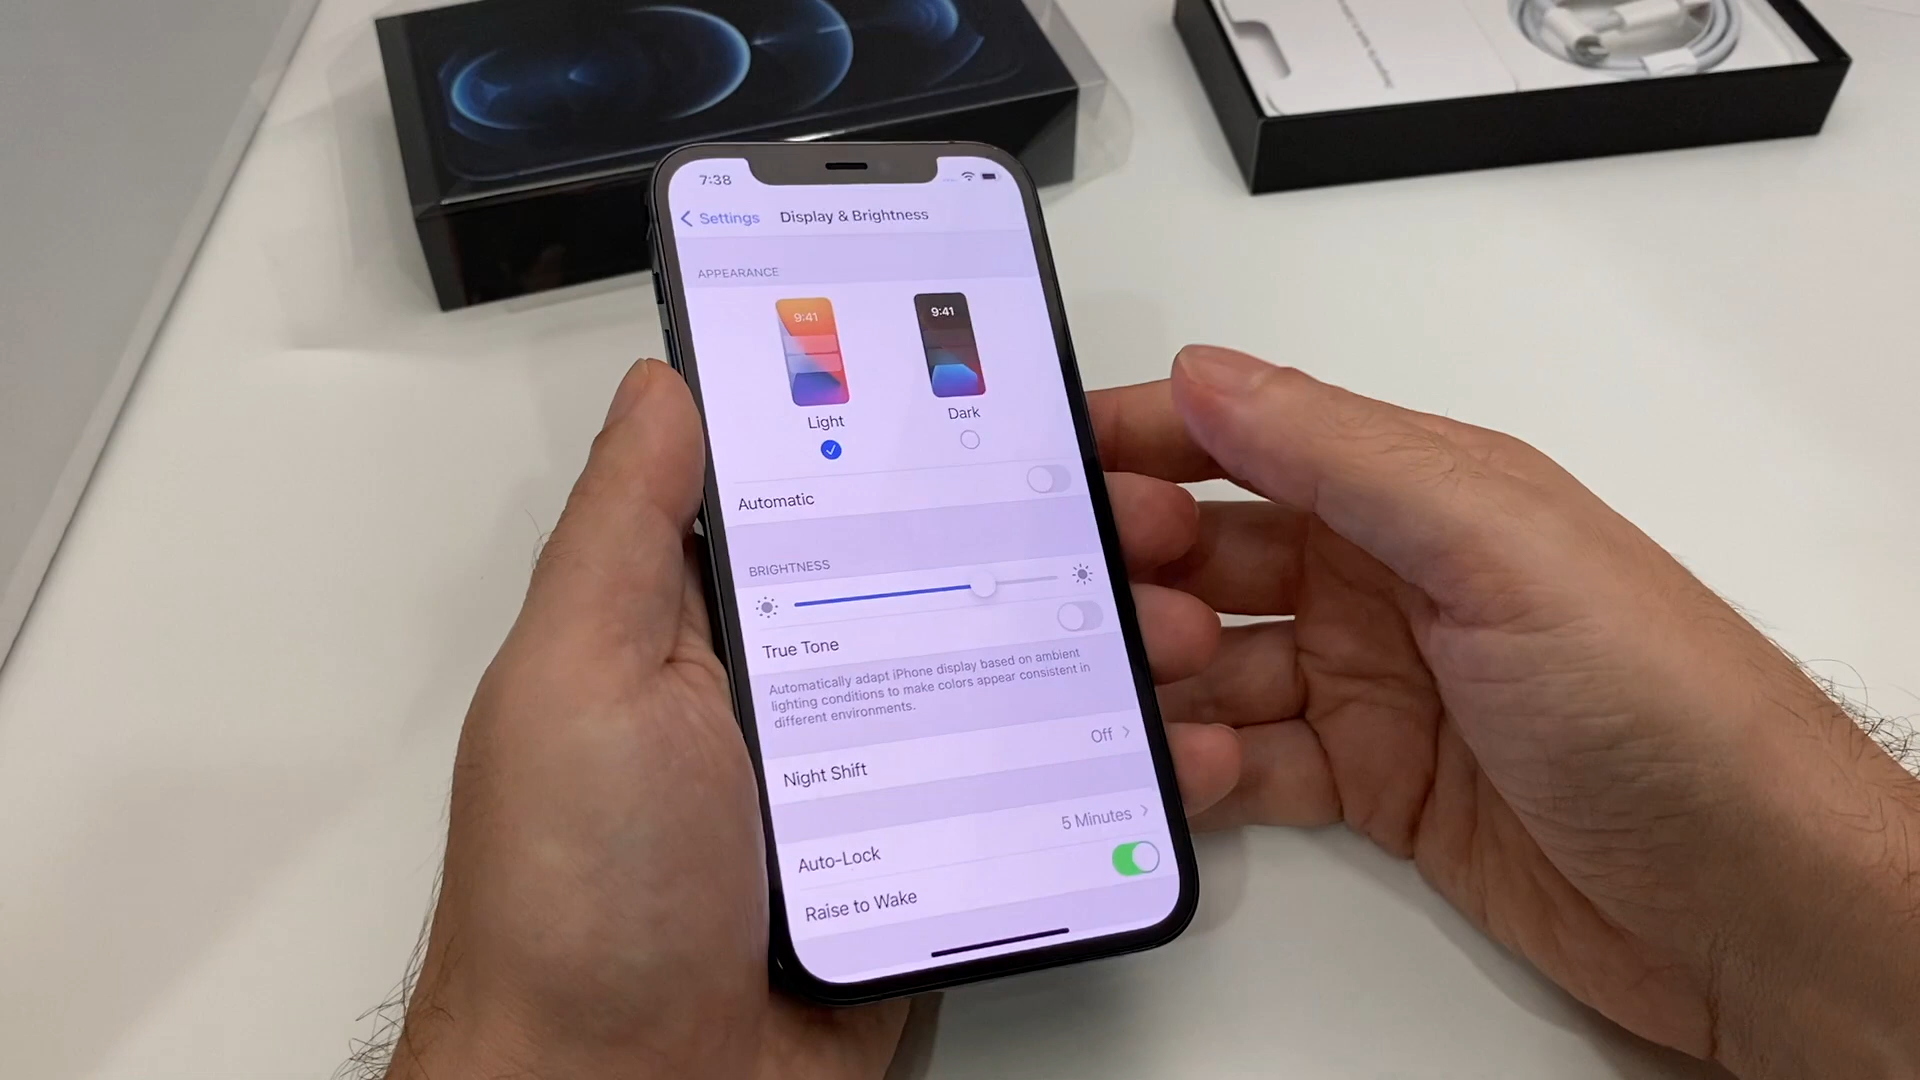 7:38
Settings Display & Brightness
APPEARANCE
9:41 9:41
Light Dark
Automatic
BRIGHTNESS
True Tone
Automatically adapt iPhone display based on ambient
lighting conditions to make colors appear consistent in
different environments.
Night Shift Off
Auto-Lock 5 Minutes
Raise to Wake